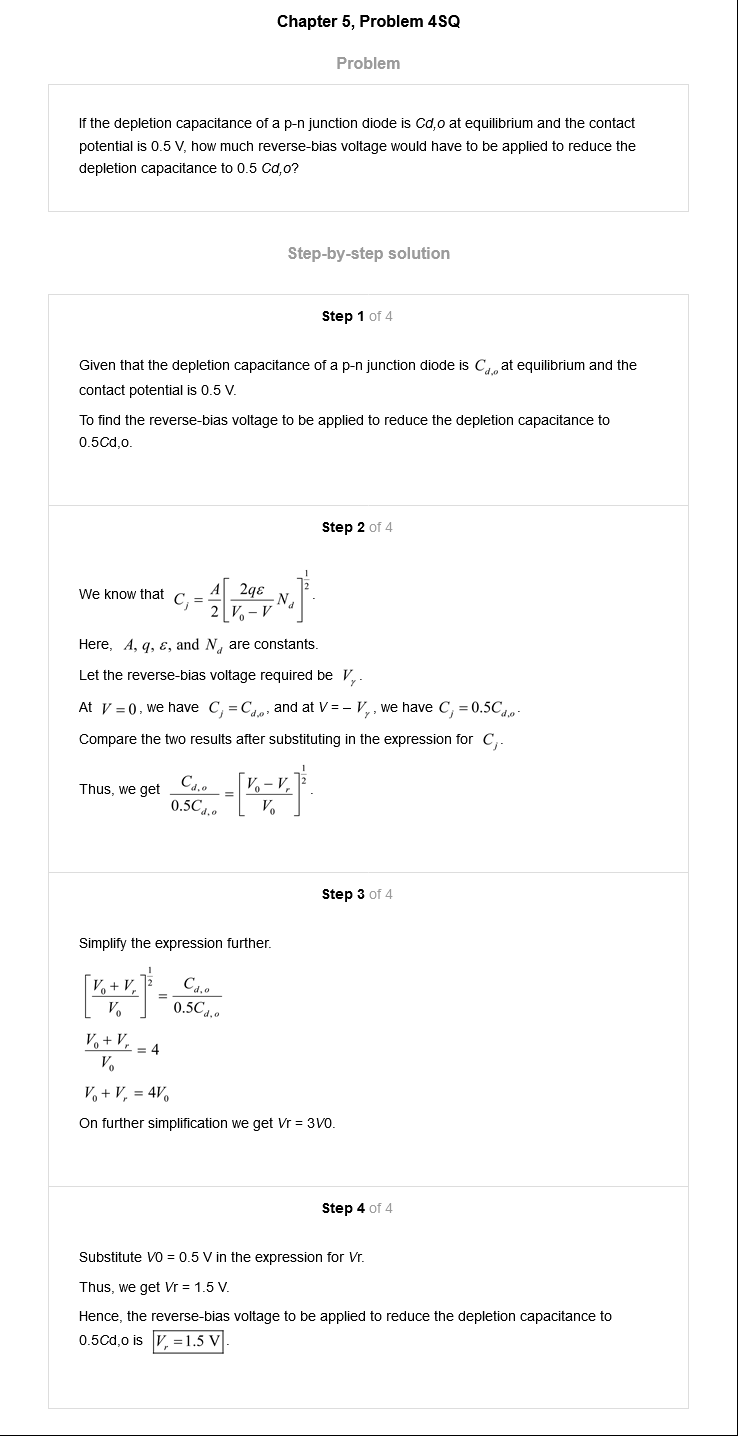 Chapter 5, Problem 4SQ
Problem
If the depletion capacitance of a p-n junction diode is Cd,o at equilibrium and the contact
potential is 0.5 V, how much reverse-bias voltage would have to be applied to reduce the
depletion capacitance to 0.5 Cd,o?
Step-by-step solution
Step 1 of 4
Given that the depletion capacitance of a p-n junction diode is C_{d,o} at equilibrium and the
contact potential is 0.5 V.
To find the reverse-bias voltage to be applied to reduce the depletion capacitance to
0.5Cd,o.
Step 2 of 4
We know that C_j = \frac{A}{2}\left[\frac{2qε}{V_0 - V} N_d\right]^{\frac{1}{2}}.
Here, A, q, ε, and N_d are constants.
Let the reverse-bias voltage required be V_γ.
At V = 0, we have C_j = C_{d,o}, and at V = – V_γ, we have C_j = 0.5C_{d,o}.
Compare the two results after substituting in the expression for C_j.
Thus, we get \frac{C_{d,o}}{0.5C_{d,o}} = \left[\frac{V_0 - V_r}{V_0}\right]^{\frac{1}{2}}.
Step 3 of 4
Simplify the expression further.
\left[\frac{V_0 + V_r}{V_0}\right]^{\frac{1}{2}} = \frac{C_{d,o}}{0.5C_{d,o}}
\frac{V_0 + V_r}{V_0} = 4
V_0 + V_r = 4V_0
On further simplification we get Vr = 3V0.
Step 4 of 4
Substitute V0 = 0.5 V in the expression for Vr.
Thus, we get Vr = 1.5 V.
Hence, the reverse-bias voltage to be applied to reduce the depletion capacitance to
0.5Cd,o is V_r = 1.5 V.